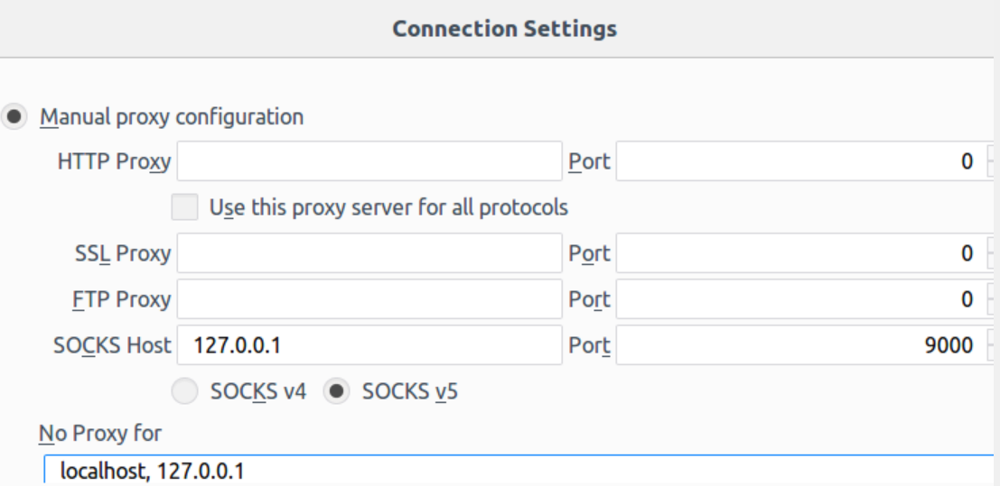 Connection Settings
Manual proxy configuration
HTTP Proxy Port 0
Use this proxy server for all protocols
SSL Proxy Port 0
FTP Proxy Port 0
SOCKS Host 127.0.0.1 Port 9000
SOCKS v4 SOCKS v5
No Proxy for
localhost, 127.0.0.1